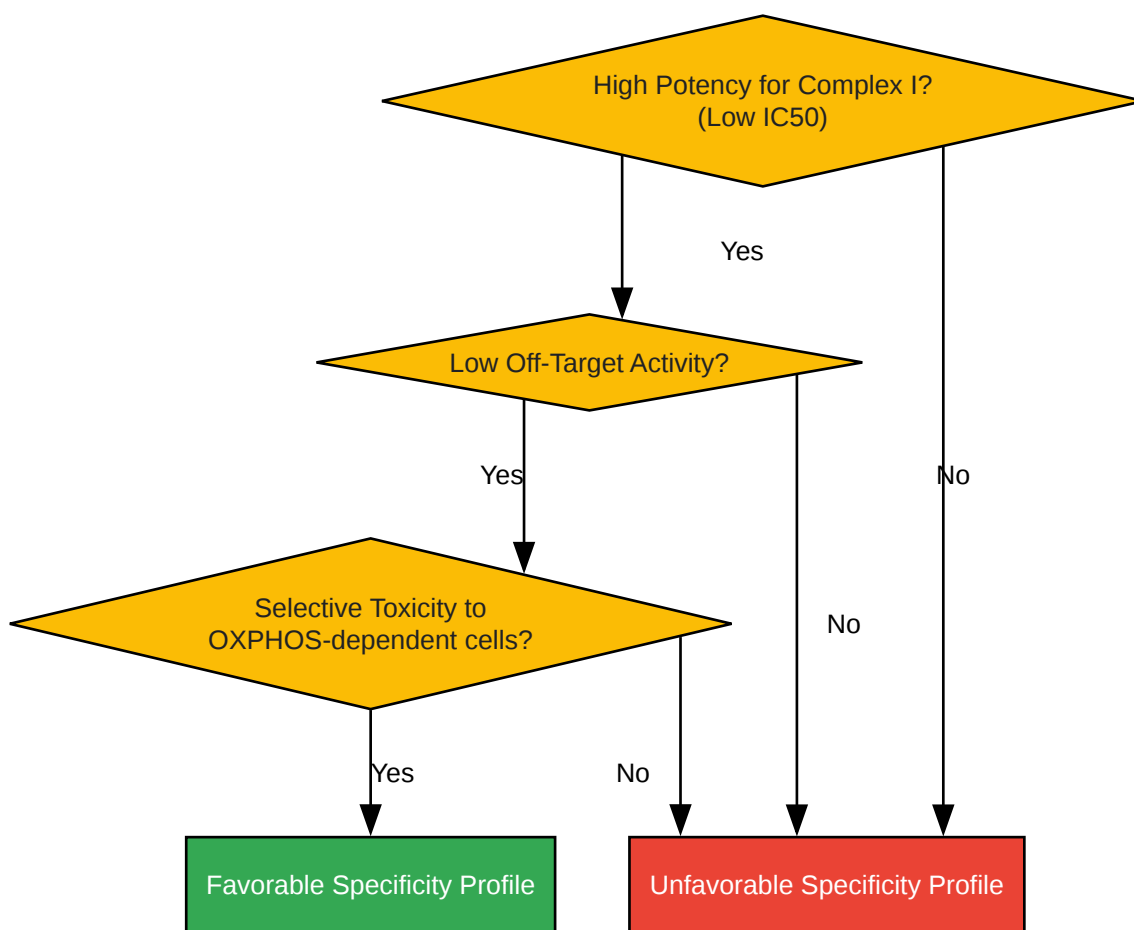 High Potency for Complex I?
(Low IC50)
Yes
Low Off-Target Activity?
Yes
No
Selective Toxicity to
OXPHOS-dependent cells?
No
Yes
No
Favorable Specificity Profile
Unfavorable Specificity Profile